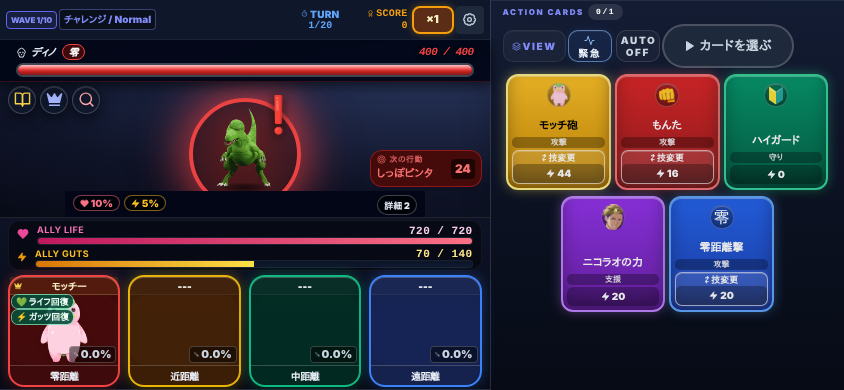 WAVE 1/10
チャレンジ / Normal
TURN
1/20
SCORE
0
×1
ディノ
零
400 / 400
次の行動
しっぽビンタ
24
10%
5%
詳細2
ALLY LIFE
720 / 720
ALLY GUTS
70 / 140
モッチー
ライフ回復
ガッツ回復
0.0%
零距離
---
0.0%
近距離
---
0.0%
中距離
---
0.0%
遠距離
ACTION CARDS
0/1
VIEW
緊急
AUTO
OFF
カードを選ぶ
モッチ砲
攻撃
技変更
44
もんた
攻撃
技変更
16
ハイガード
守り
0
ニコラオの力
支援
20
零
零距離撃
攻撃
技変更
20